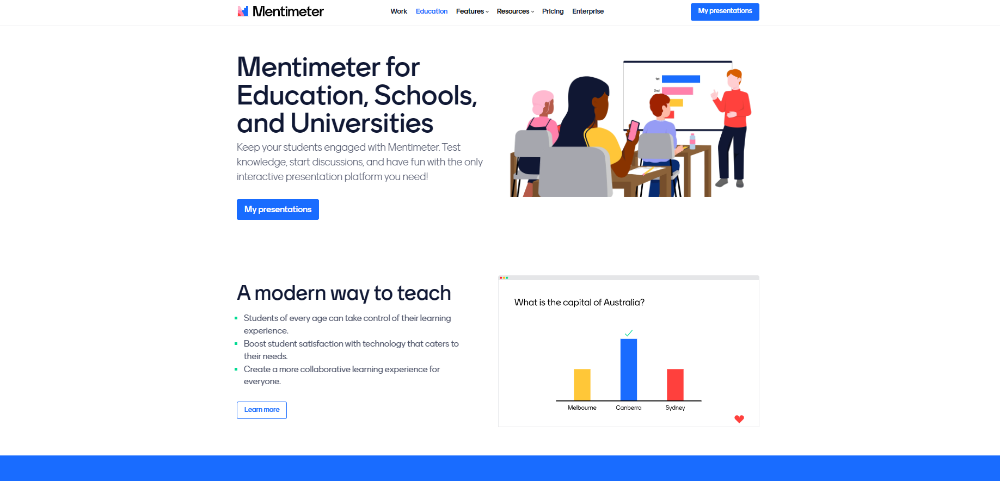 Mentimeter
Work
Education
Features
Resources
Pricing
Enterprise
My presentations
Mentimeter for
Education, Schools,
and Universities
Keep your students engaged with Mentimeter. Test
knowledge, start discussions, and have fun with the only
interactive presentation platform you need!
My presentations
1st
2nd
A modern way to teach
Students of every age can take control of their learning
experience.
Boost student satisfaction with technology that caters to
their needs.
Create a more collaborative learning experience for
everyone.
Learn more
What is the capital of Australia?
Melbourne
Canberra
Sydney